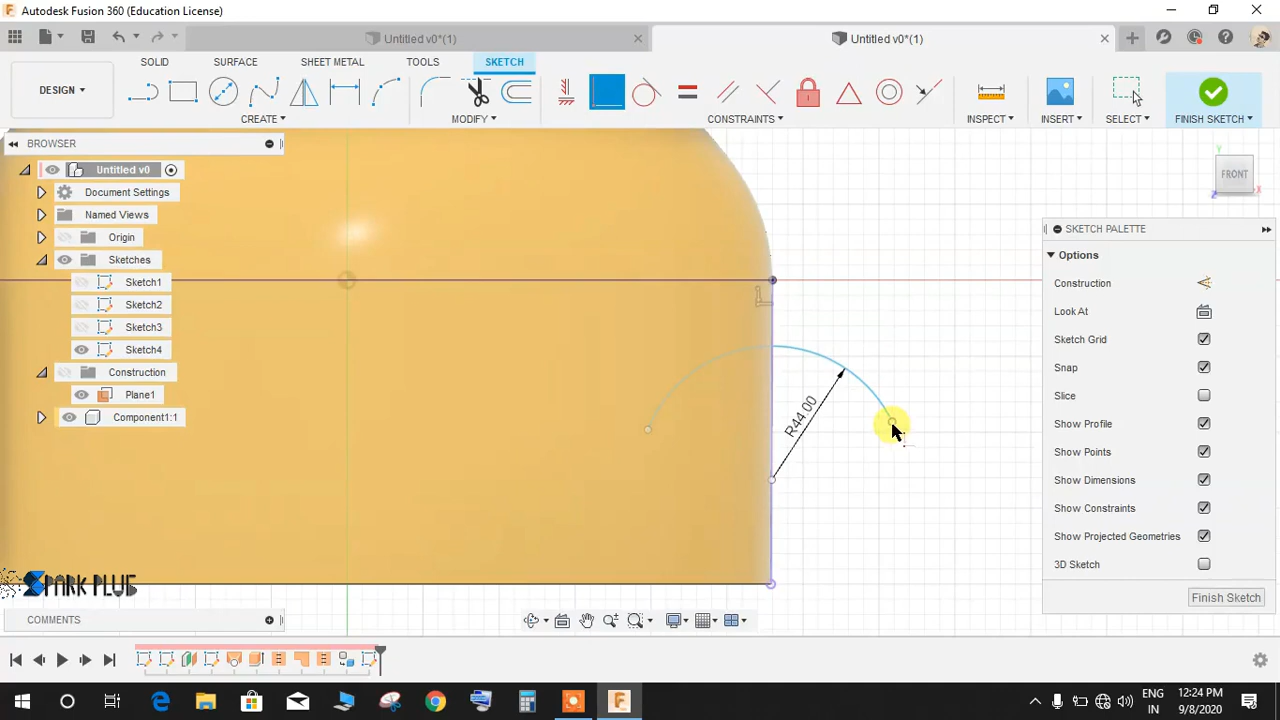 Autodesk Fusion 360 (Education License)
Untitled v0*(1)
Untitled v0*(1)
SOLID
SURFACE
SHEET METAL
TOOLS
SKETCH
DESIGN
CREATE
MODIFY
CONSTRAINTS
INSPECT
INSERT
SELECT
FINISH SKETCH
BROWSER
Untitled v0
Document Settings
Named Views
Origin
Sketches
Sketch1
Sketch2
Sketch3
Sketch4
Construction
Plane1
Component1:1
R44.00
Y
FRONT
X
Z
SKETCH PALETTE
Options
Construction
Look At
Sketch Grid
Snap
Slice
Show Profile
Show Points
Show Dimensions
Show Constraints
Show Projected Geometries
3D Sketch
Finish Sketch
COMMENTS
ENG
IN
12:24 PM
9/8/2020